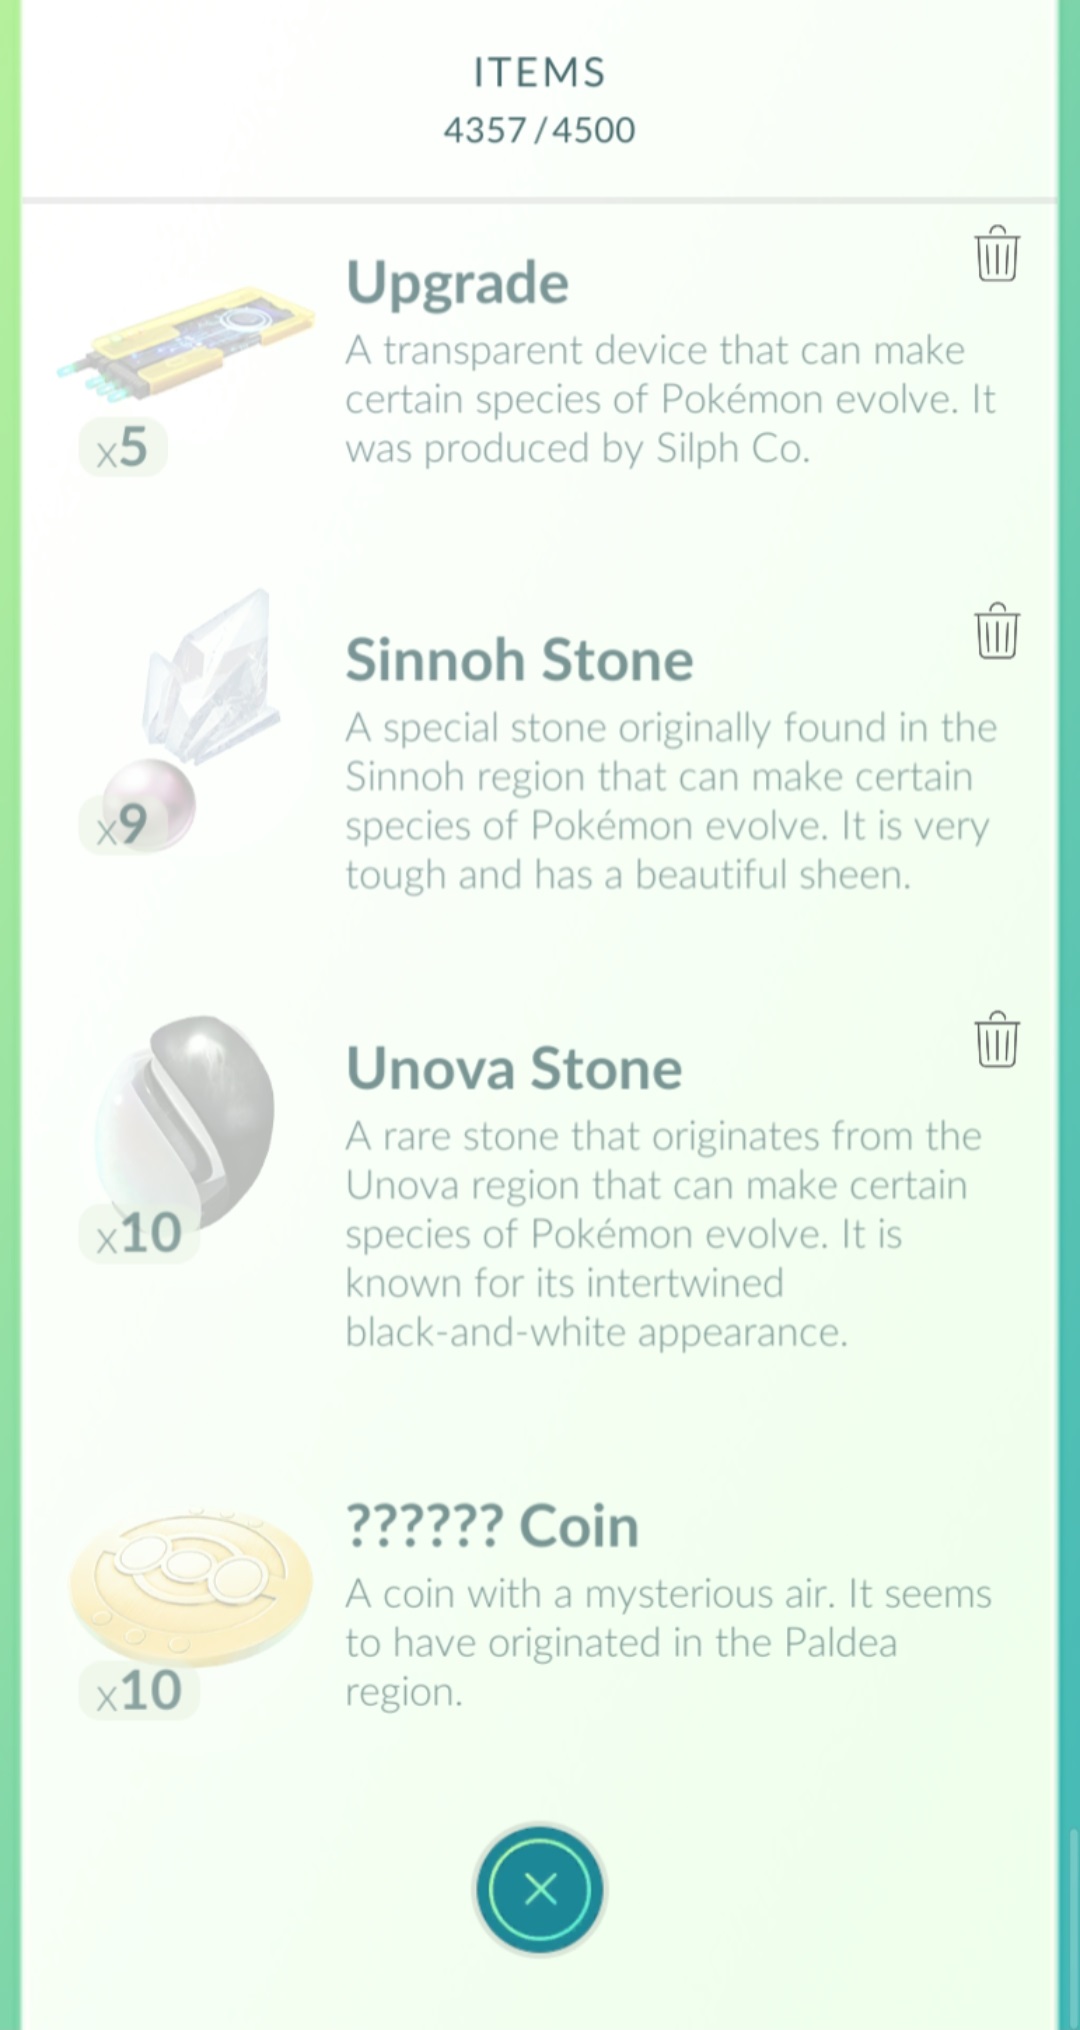 ITEMS
4357/4500
Upgrade
A transparent device that can make
certain species of Pokémon evolve. It
was produced by Silph Co.
x5
Sinnoh Stone
A special stone originally found in the
Sinnoh region that can make certain
species of Pokémon evolve. It is very
tough and has a beautiful sheen.
x9
Unova Stone
A rare stone that originates from the
Unova region that can make certain
species of Pokémon evolve. It is
known for its intertwined
black-and-white appearance.
x10
?????? Coin
A coin with a mysterious air. It seems
to have originated in the Paldea
region.
x10